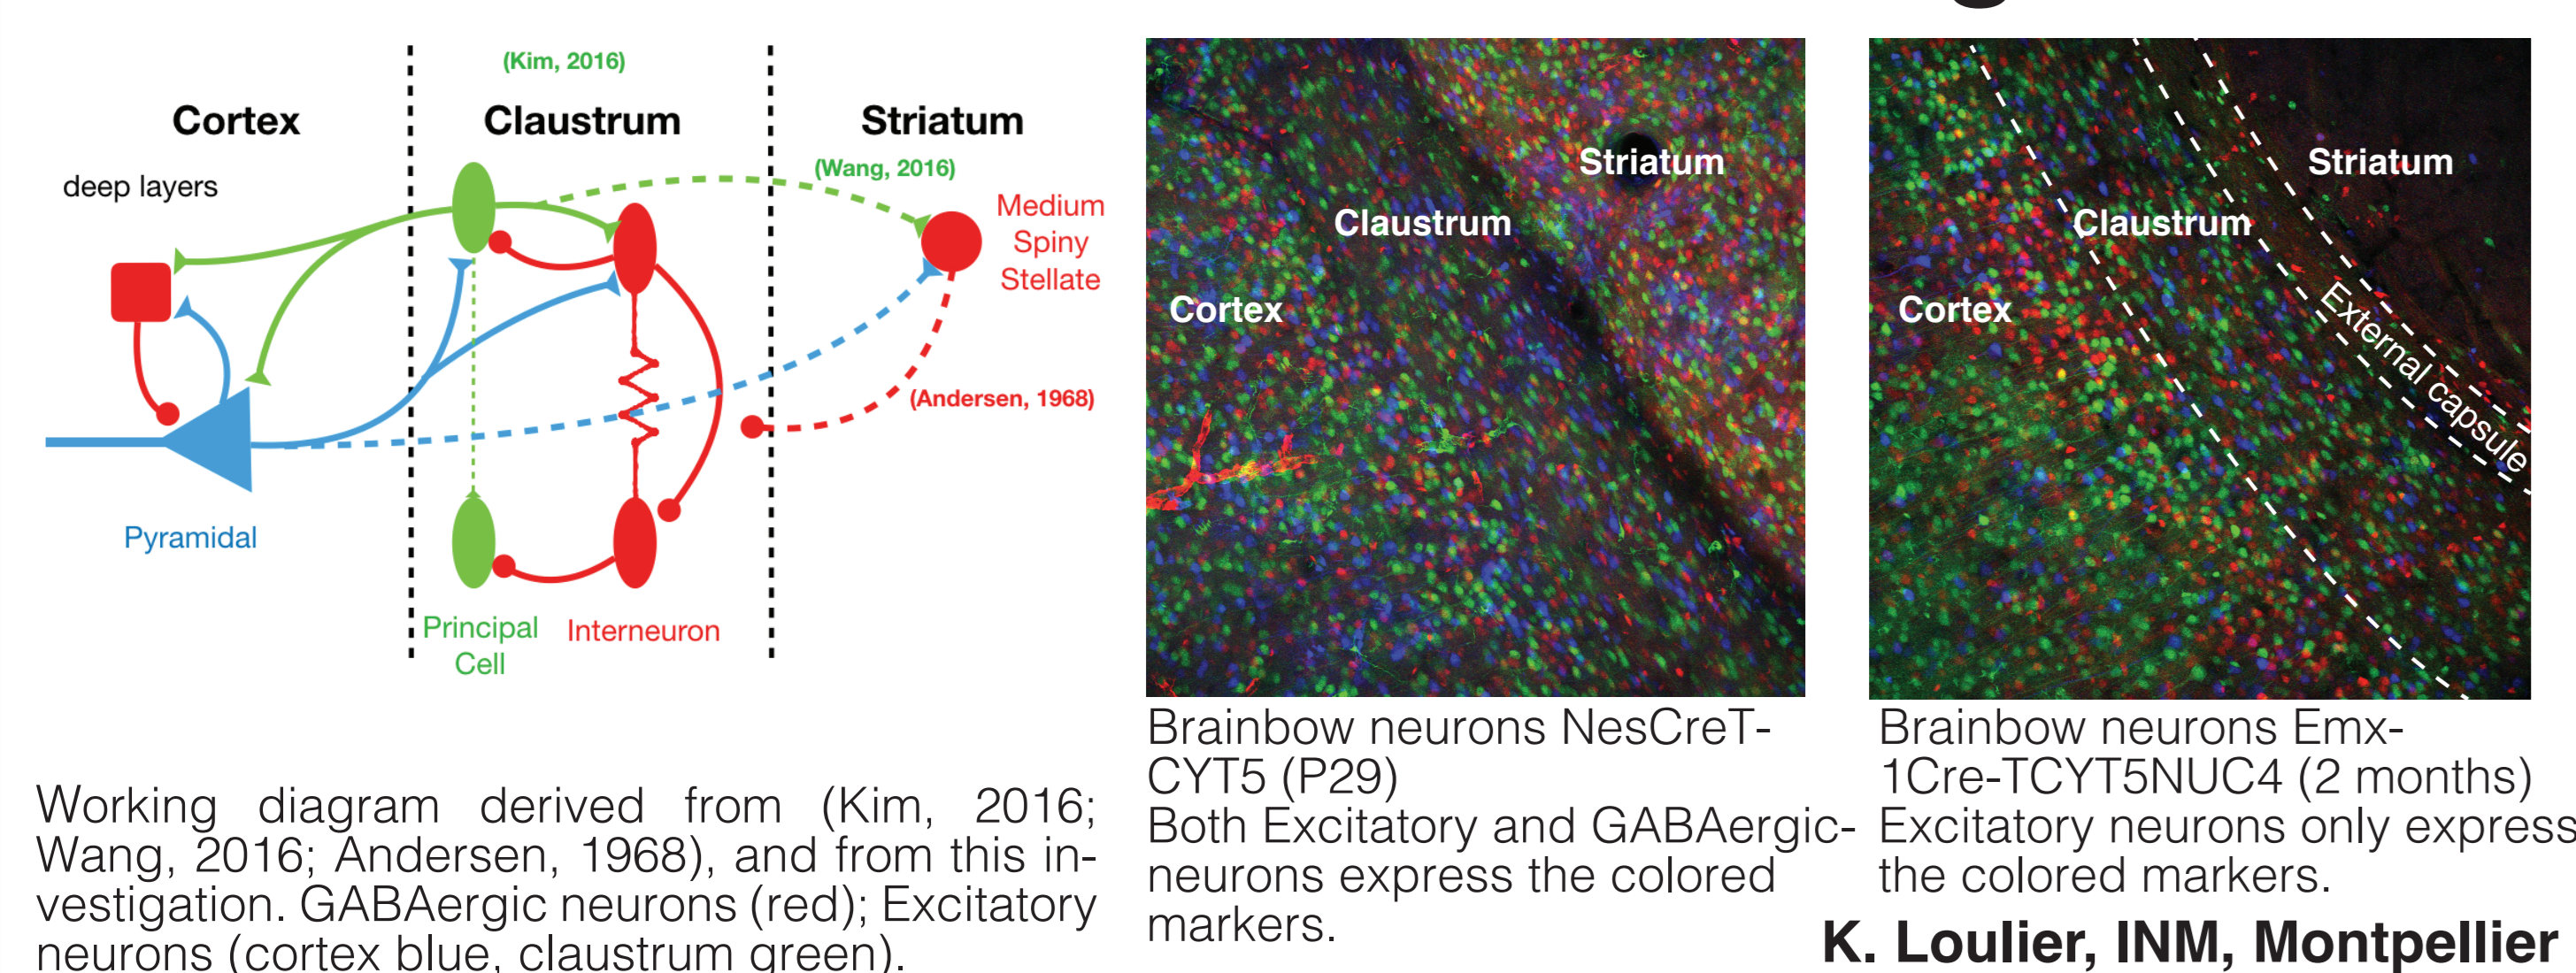 (Kim, 2016)
Cortex
Claustrum
Striatum
deep layers
(Wang, 2016)
Medium
Spiny
Stellate
(Andersen, 1968)
Pyramidal
Principal
Cell
Interneuron
Working diagram derived from (Kim, 2016;
Wang, 2016; Andersen, 1968), and from this in-
vestigation. GABAergic neurons (red); Excitatory
neurons (cortex blue, claustrum green).
Striatum
Claustrum
Cortex
Brainbow neurons NesCreT-
CYT5 (P29)
Both Excitatory and GABAergic-
neurons express the colored
markers.
Striatum
Claustrum
Cortex
External capsule
Brainbow neurons Emx-
1Cre-TCYT5NUC4 (2 months)
Excitatory neurons only express
the colored markers.
K. Loulier, INM, Montpellier